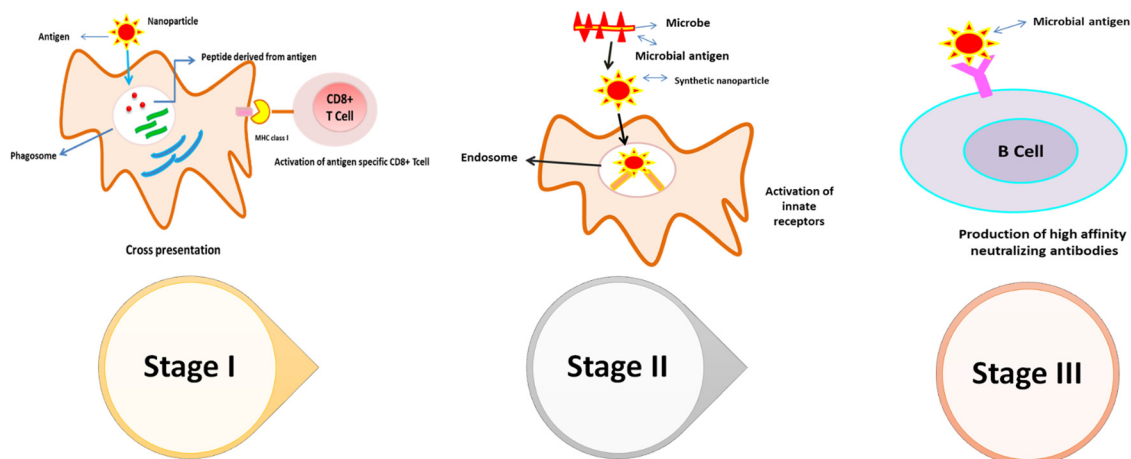 Nanoparticle
Antigen
Peptide derived from antigen
CD8+
T Cell
MHC class I
Phagosome
Activation of antigen specific CD8+ Tcell
Cross presentation
Stage I
Microbe
Microbial antigen
Synthetic nanoparticle
Endosome
Activation of
innate
receptors
Stage II
Microbial antigen
B Cell
Production of high affinity
neutralizing antibodies
Stage III